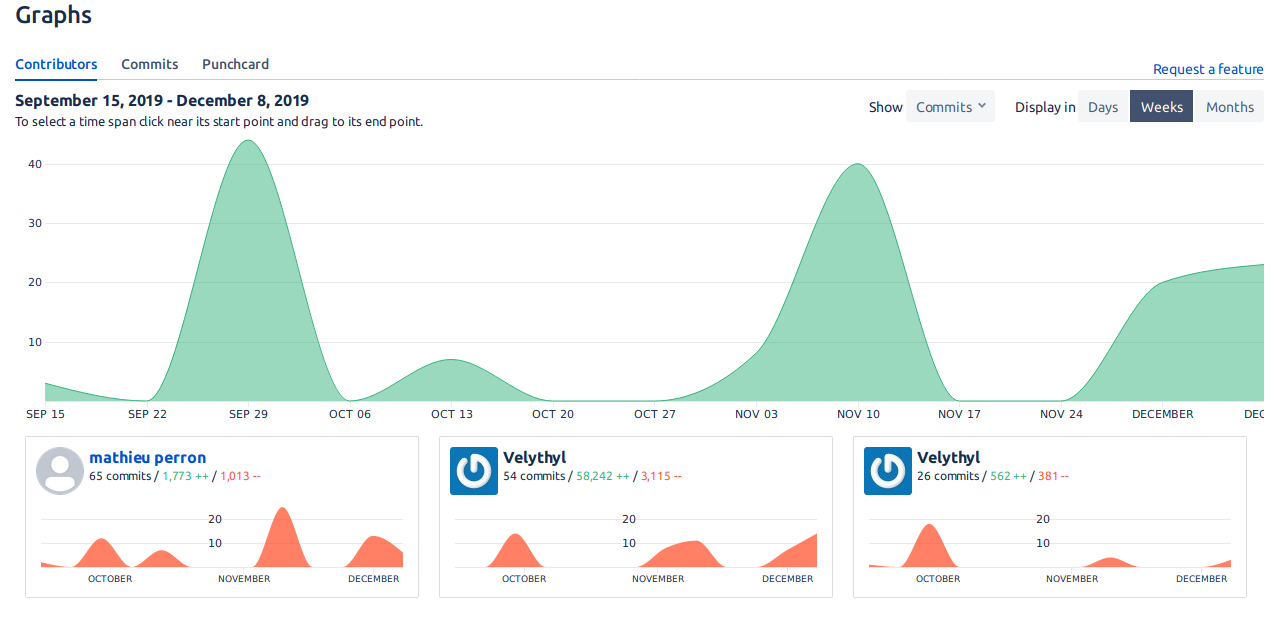 Graphs
Contributors Commits Punchcard
Request a feature
September 15, 2019 - December 8, 2019
To select a time span click near its start point and drag to its end point.
Show Commits Display in Days Weeks Months
40
30
20
10
SEP 15 SEP 22 SEP 29 OCT 06 OCT 13 OCT 20 OCT 27 NOV 03 NOV 10 NOV 17 NOV 24 DECEMBER DEC
mathieu perron
65 commits / 1,773 ++ / 1,013 --
20
10
OCTOBER NOVEMBER DECEMBER
Velythyl
54 commits / 58,242 ++ / 3,115 --
20
10
OCTOBER NOVEMBER DECEMBER
Velythyl
26 commits / 562 ++ / 381 --
20
10
OCTOBER NOVEMBER DECEMBER